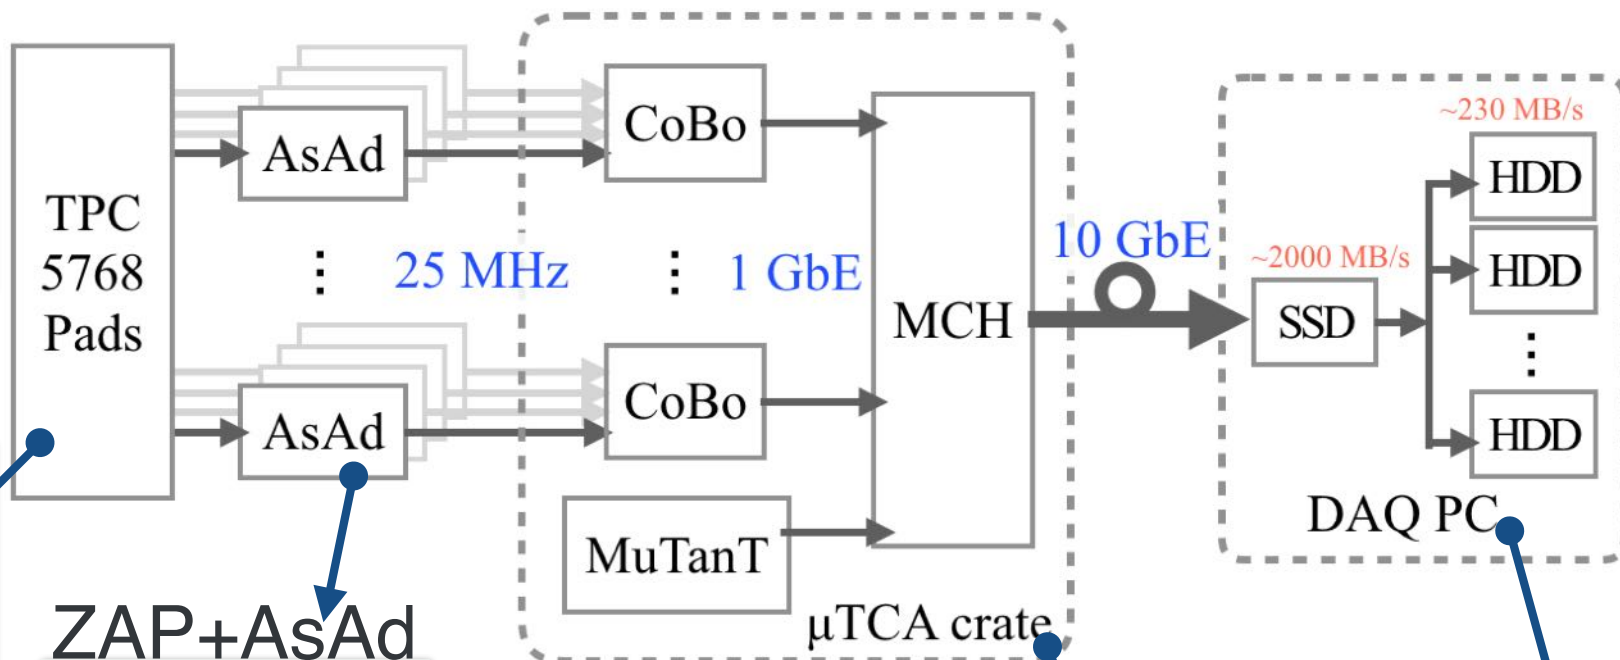 TPC
5768
Pads
AsAd
AsAd
ZAP+AsAd
25 MHz
CoBo
CoBo
MuTanT
1 GbE
MCH
µTCA crate
10 GbE
~2000 MB/s
SSD
~230 MB/s
HDD
HDD
HDD
DAQ PC